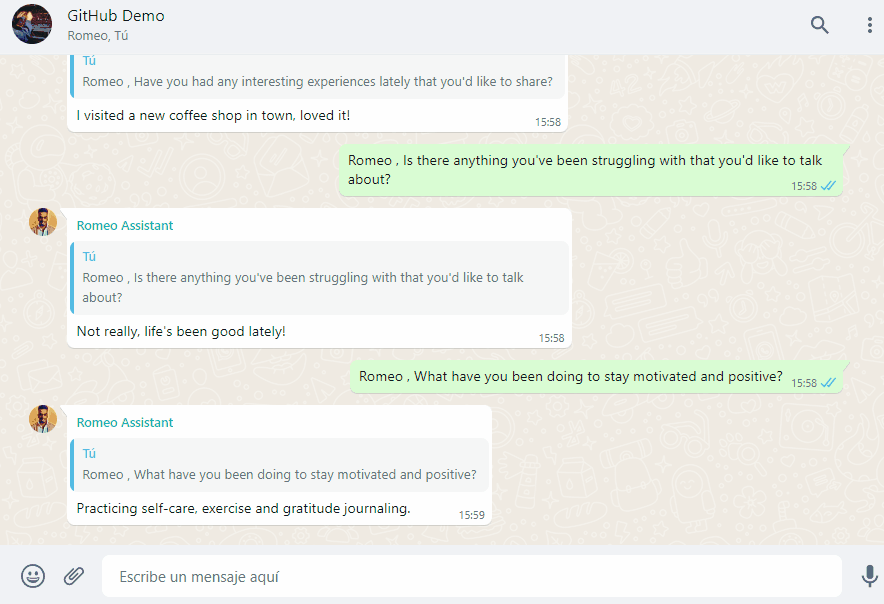 GitHub Demo
Romeo, Tú
Tú
Romeo , Have you had any interesting experiences lately that you'd like to share?
I visited a new coffee shop in town, loved it!
15:58
Romeo , Is there anything you've been struggling with that you'd like to talk
about?
15:58
Romeo Assistant
Tú
Romeo , Is there anything you've been struggling with that you'd like to talk
about?
Not really, life's been good lately!
15:58
Romeo , What have you been doing to stay motivated and positive?
15:58
Romeo Assistant
Tú
Romeo , What have you been doing to stay motivated and positive?
Practicing self-care, exercise and gratitude journaling.
15:59
Escribe un mensaje aquí